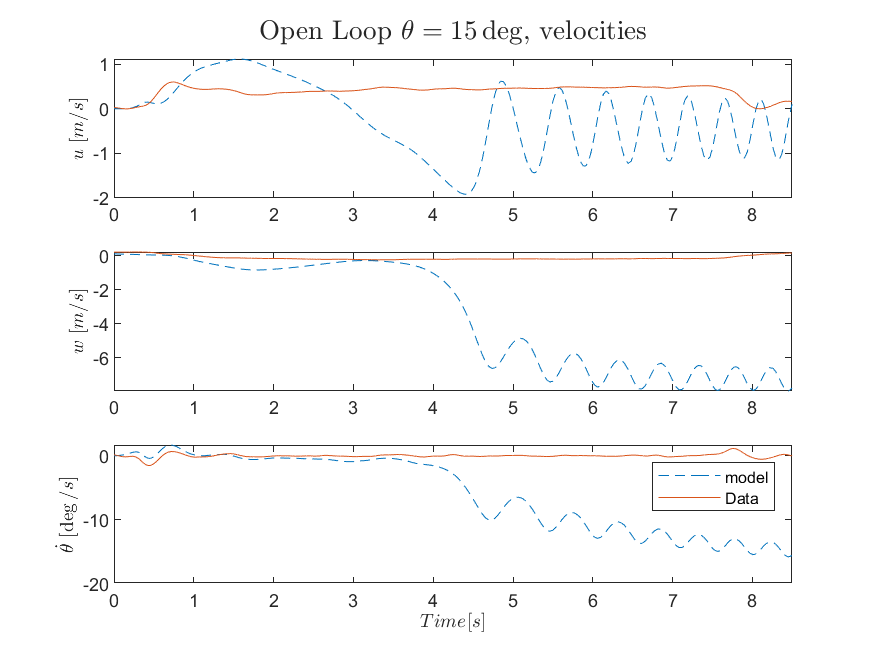 Open Loop θ = 15 deg, velocities
u [m/s]
1
0
-1
-2
0 1 2 3 4 5 6 7 8
w [m/s]
0
-2
-4
-6
0 1 2 3 4 5 6 7 8
θ̇ [deg/s]
0
-10
-20
model
Data
0 1 2 3 4 5 6 7 8
Time[s]